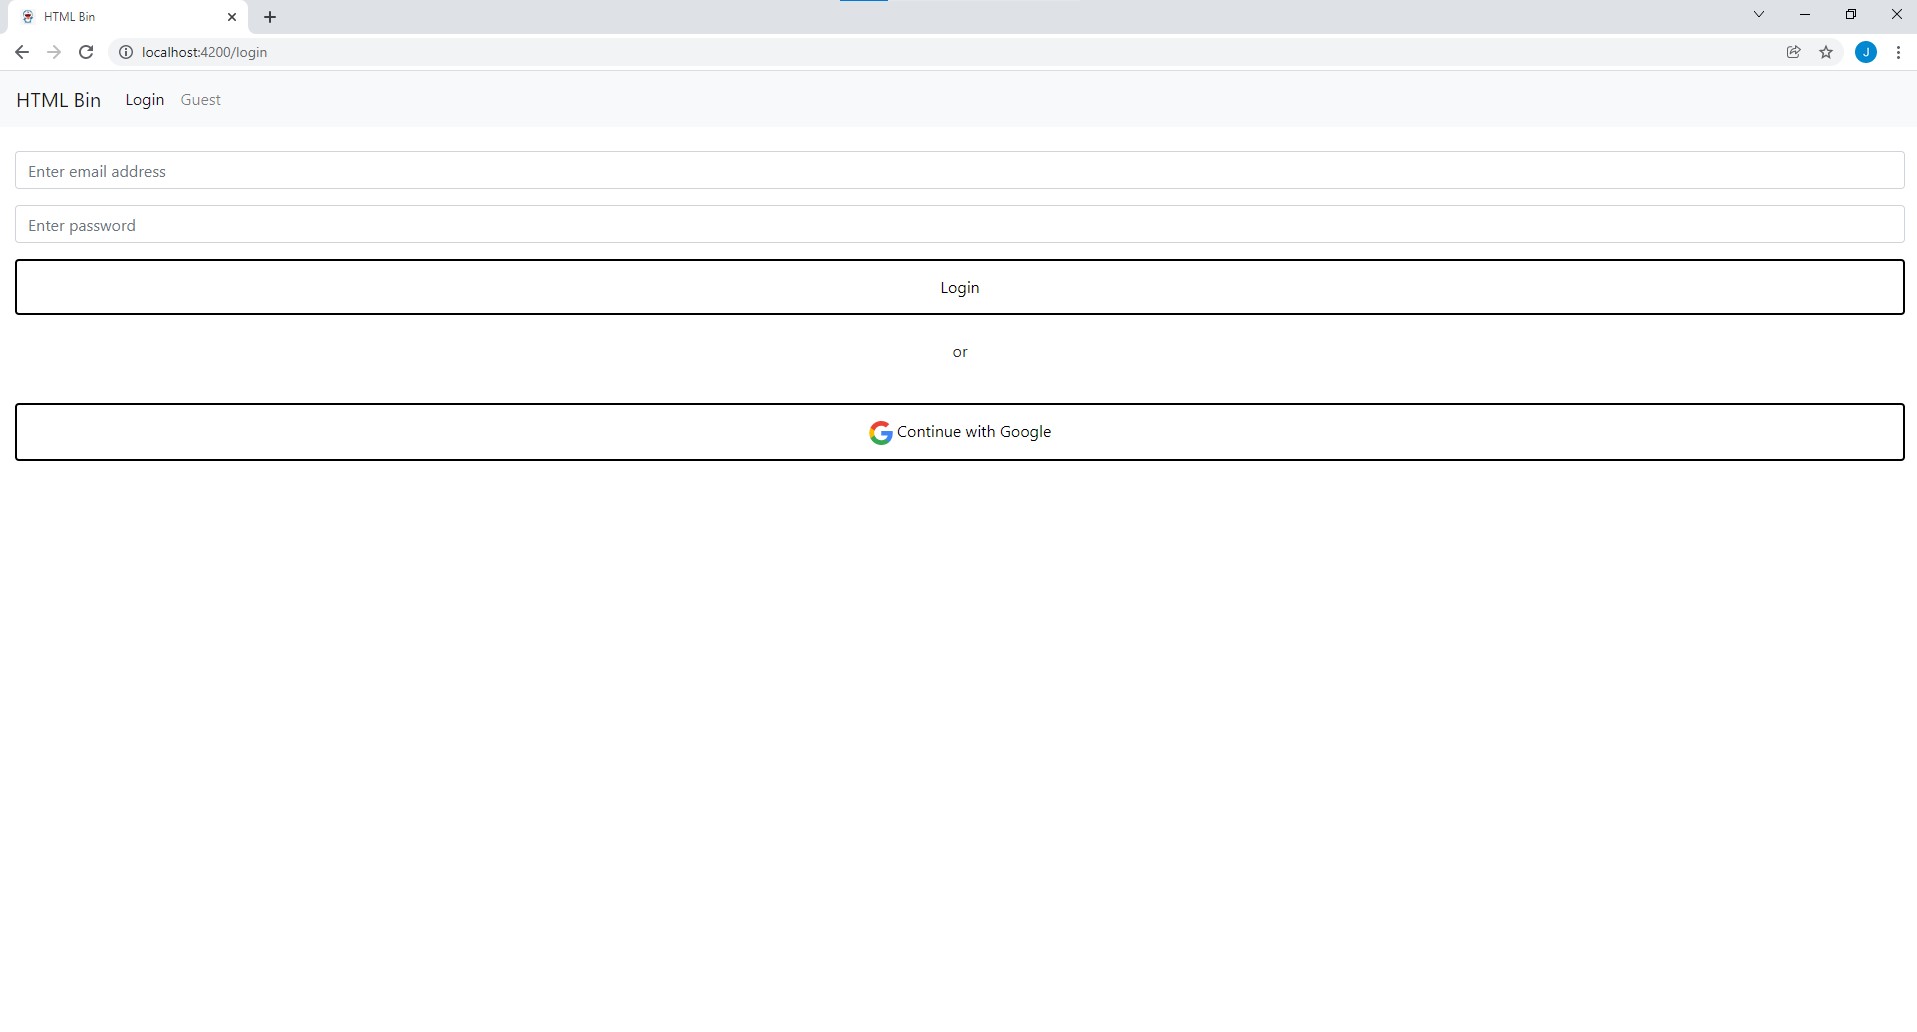 HTML Bin
localhost:4200/login
J
HTML Bin Login Guest
Enter email address
Enter password
Login
or
Continue with Google